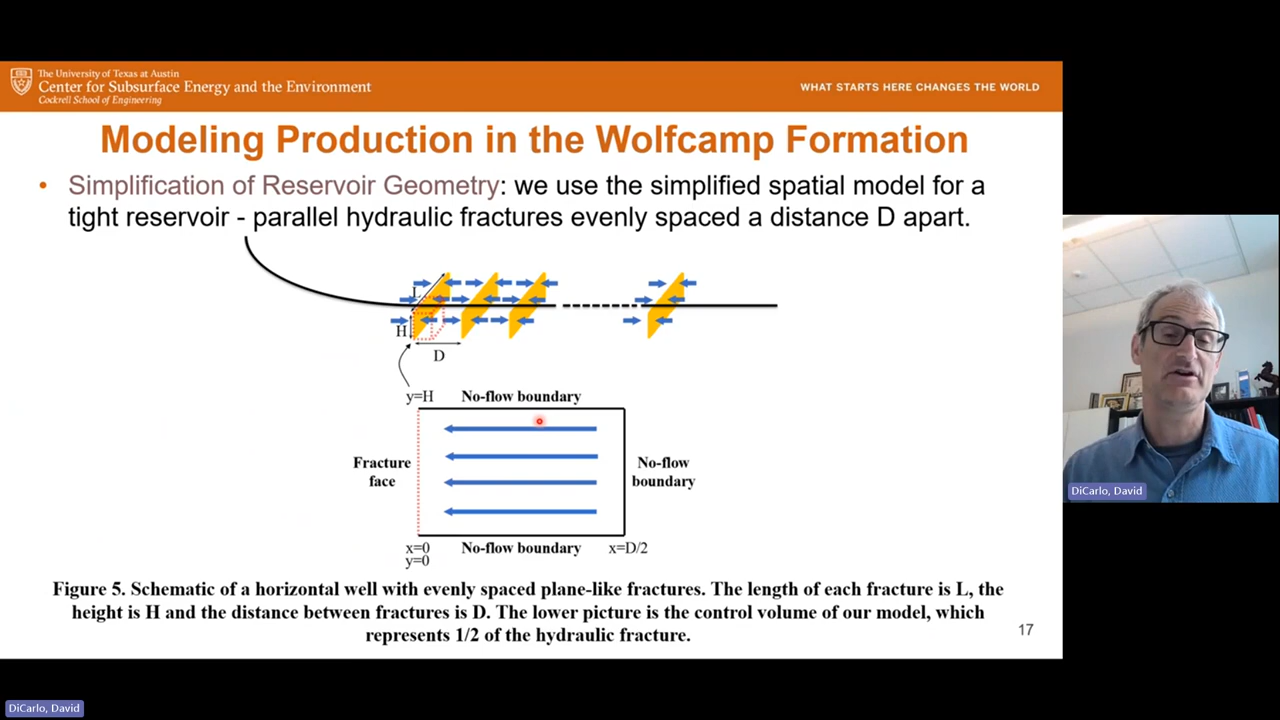 The University of Texas at Austin
Center for Subsurface Energy and the Environment
Cockrell School of Engineering
WHAT STARTS HERE CHANGES THE WORLD
Modeling Production in the Wolfcamp Formation
• Simplification of Reservoir Geometry: we use the simplified spatial model for a
tight reservoir - parallel hydraulic fractures evenly spaced a distance D apart.
L
H
D
y=H
No-flow boundary
Fracture
face
No-flow
boundary
x=0
y=0
No-flow boundary
x=D/2
Figure 5. Schematic of a horizontal well with evenly spaced plane-like fractures. The length of each fracture is L, the
height is H and the distance between fractures is D. The lower picture is the control volume of our model, which
represents 1/2 of the hydraulic fracture.
17
DiCarlo, David
DiCarlo, David